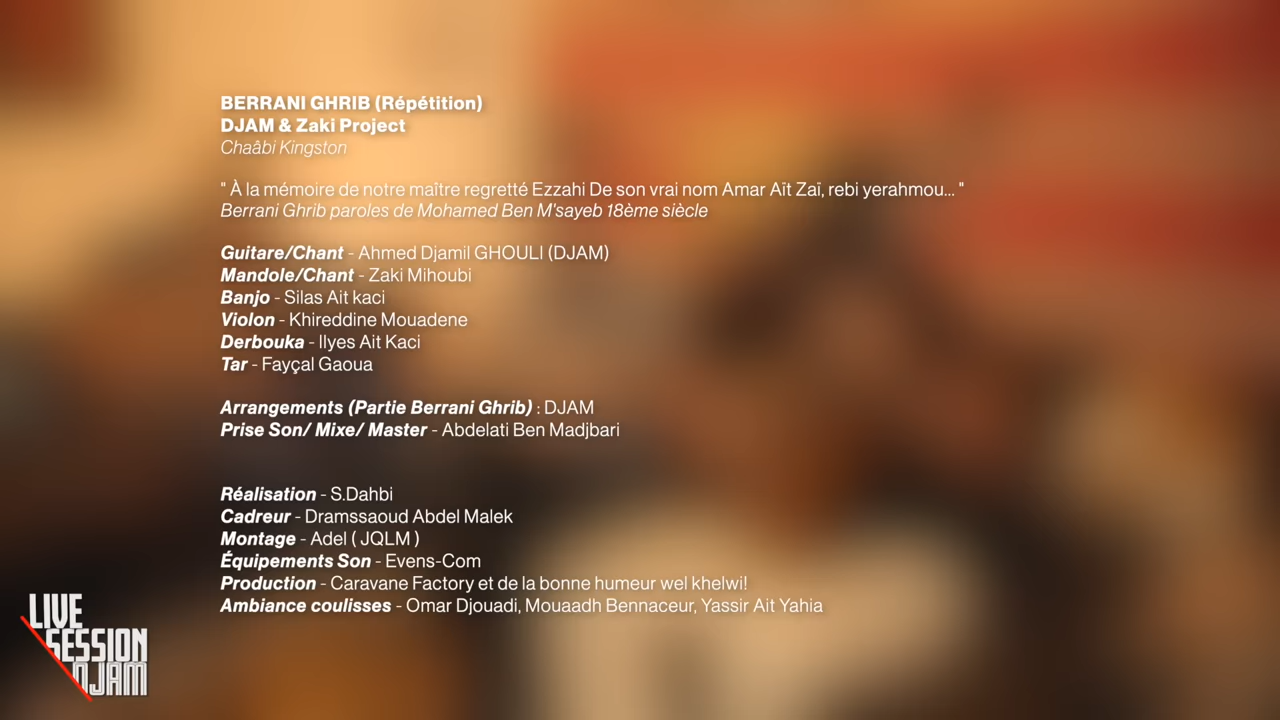 BERRANI GHRIB (Répétition)
DJAM & Zaki Project
Chaâbi Kingston
" À la mémoire de notre maître regretté Ezzahi De son vrai nom Amar Aït Zaï, rebi yerahmou... "
Berrani Ghrib paroles de Mohamed Ben M'sayeb 18ème siècle
Guitare/Chant - Ahmed Djamil GHOULI (DJAM)
Mandole/Chant - Zaki Mihoubi
Banjo - Silas Ait kaci
Violon - Khireddine Mouadene
Derbouka - Ilyes Ait Kaci
Tar - Fayçal Gaoua
Arrangements (Partie Berrani Ghrib) : DJAM
Prise Son/ Mixe/ Master - Abdelati Ben Madjbari
Réalisation - S.Dahbi
Cadreur - Dramssaoud Abdel Malek
Montage - Adel ( JQLM )
Équipements Son - Evens-Com
Production - Caravane Factory et de la bonne humeur wel khelwi!
Ambiance coulisses - Omar Djouadi, Mouaadh Bennaceur, Yassir Ait Yahia
LIVE
SESSION
DJAM